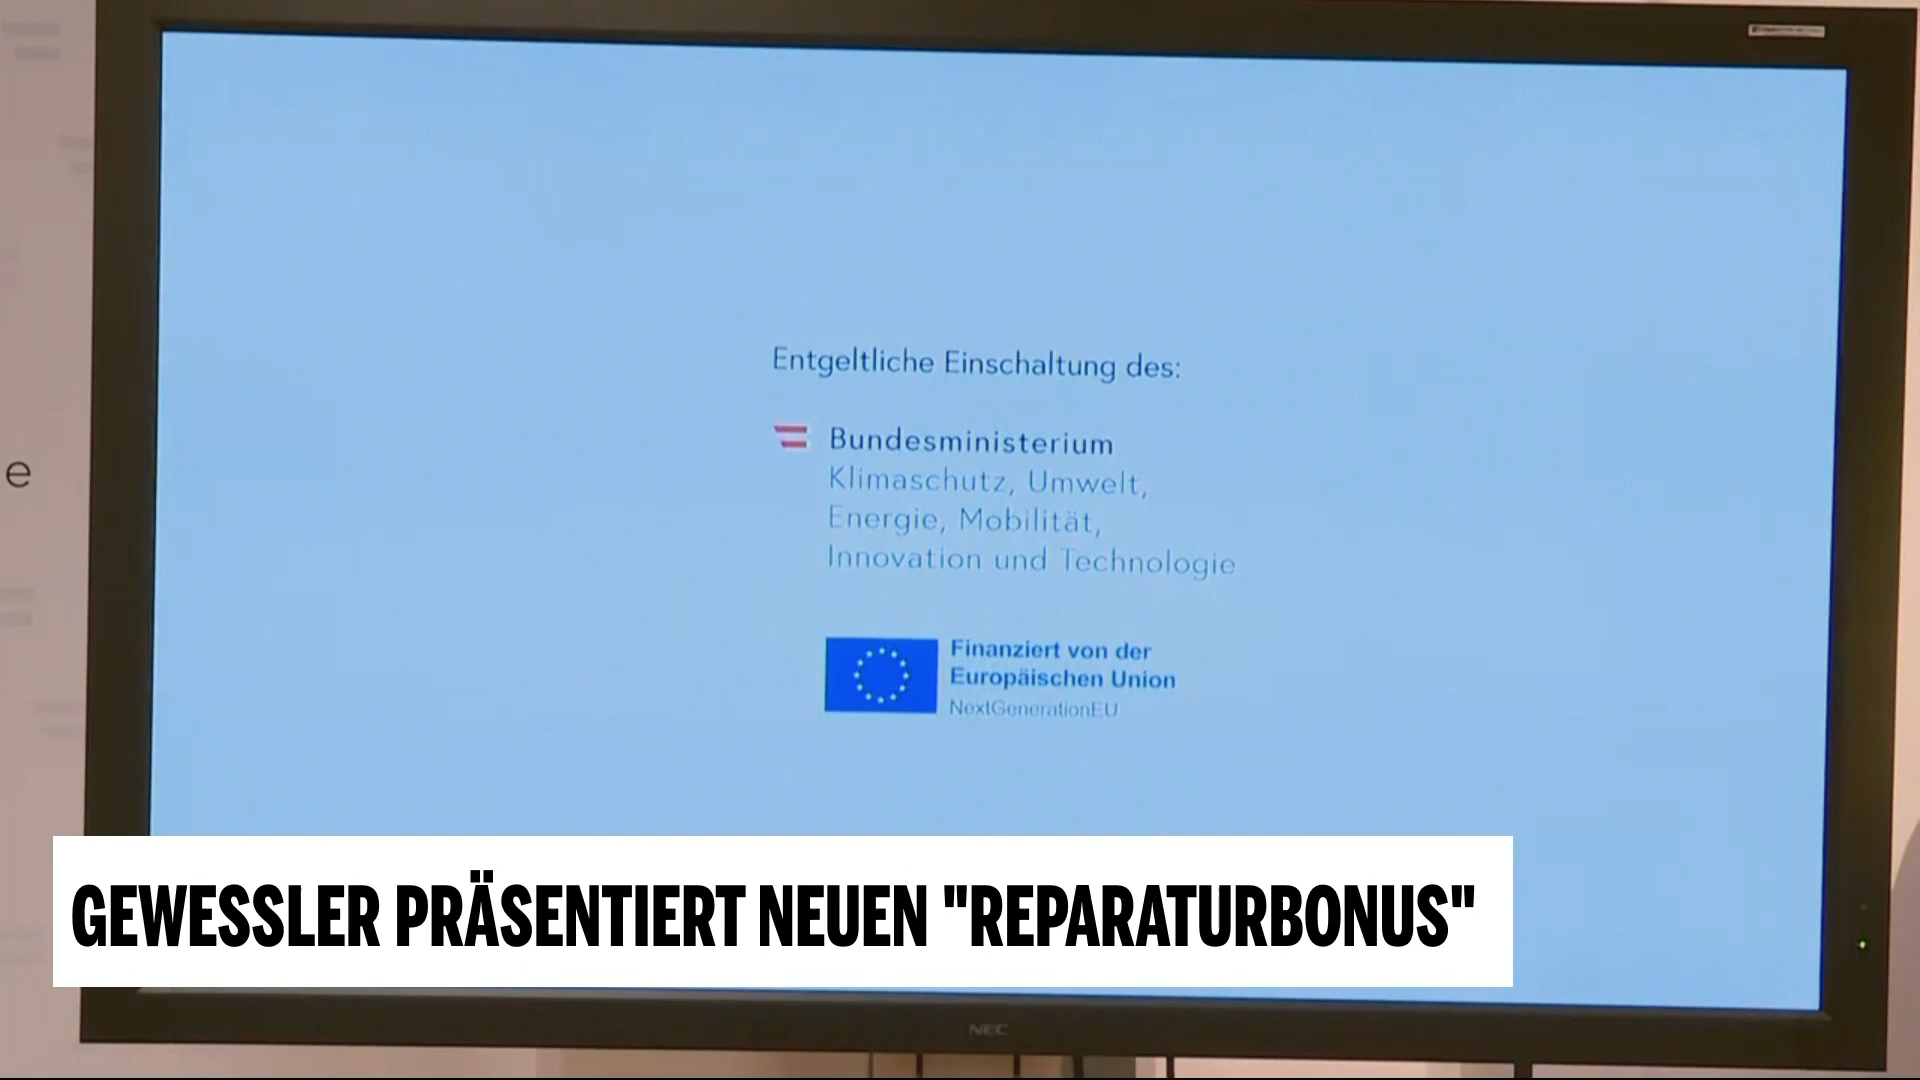 Entgeltliche Einschaltung des:
Bundesministerium
Klimaschutz, Umwelt,
Energie, Mobilität,
Innovation und Technologie
Finanziert von der
Europäischen Union
NextGenerationEU
e
GEWESSLER PRÄSENTIERT NEUEN "REPARATURBONUS"
NEC